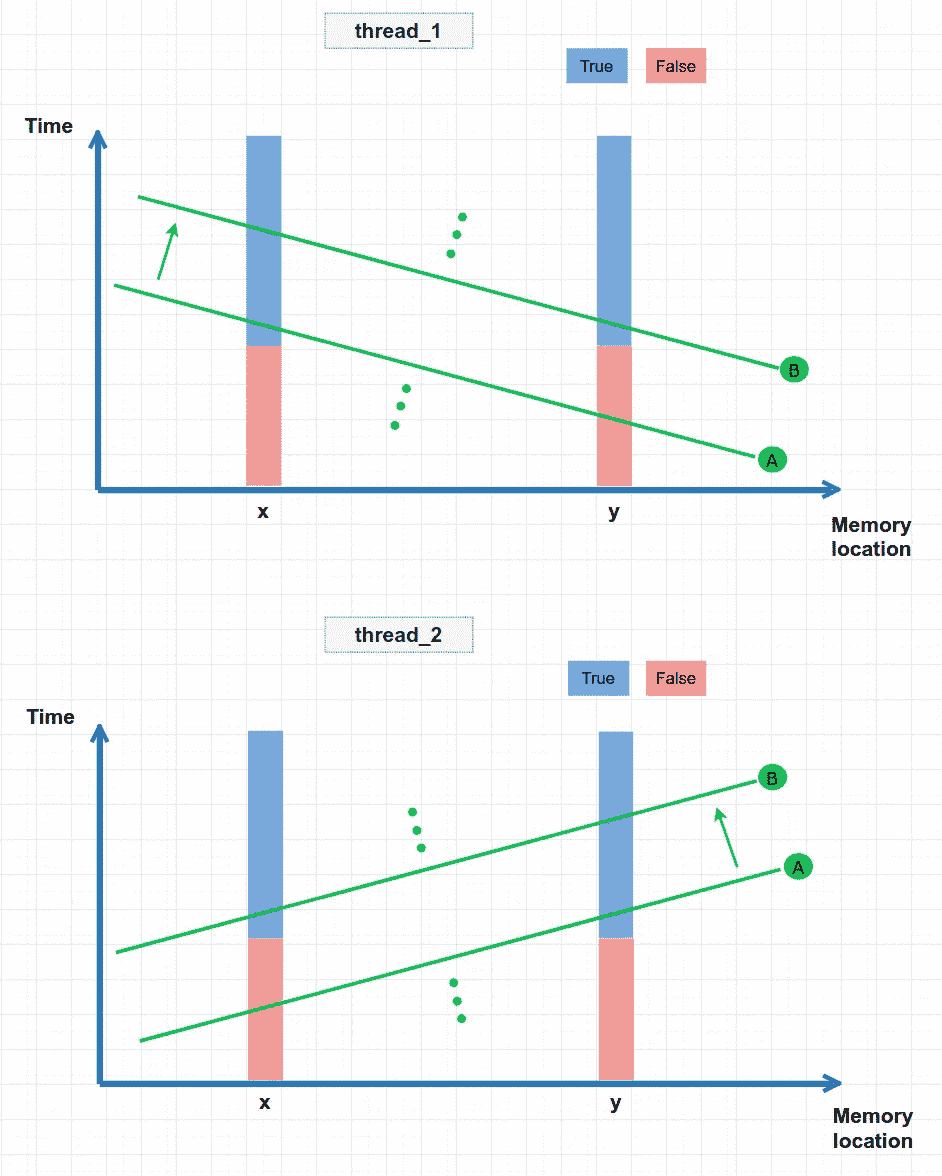 thread_1
True False
Time
B
A
x y
Memory
location
thread_2
True False
Time
B
A
x y
Memory
location